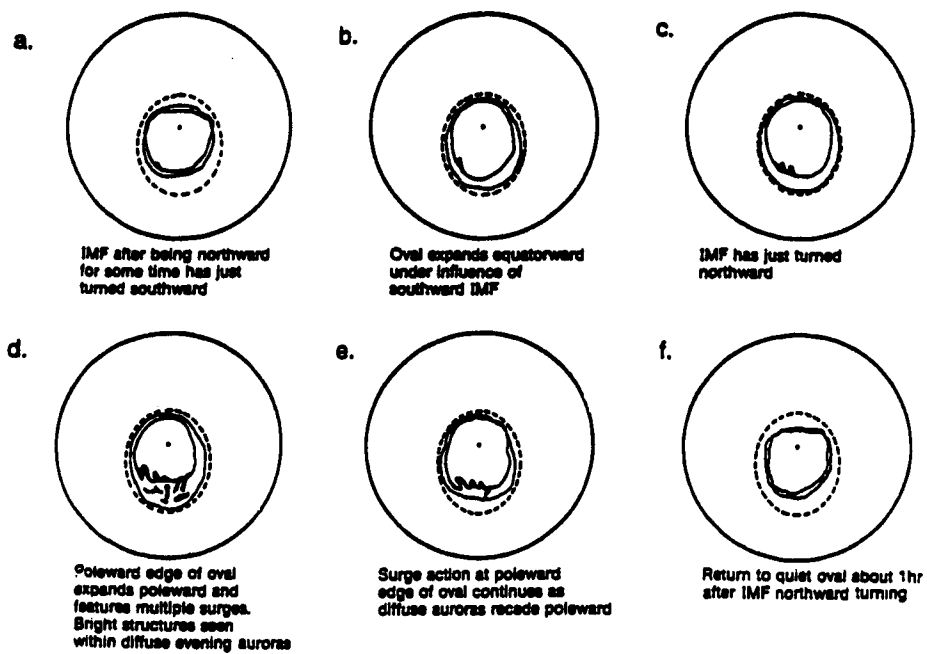 a.
b.
c.
IMF after being northward
for some time has just
turned southward
Oval expands equatorward
under influence of
southward IMF
IMF has just turned
northward
d.
e.
f.
Poleward edge of oval
expands poleward and
features multiple surges.
Bright structures seen
within diffuse evening auroras
Surge action at poleward
edge of oval continues as
diffuse auroras recede poleward
Return to quiet oval about 1hr
after IMF northward turning